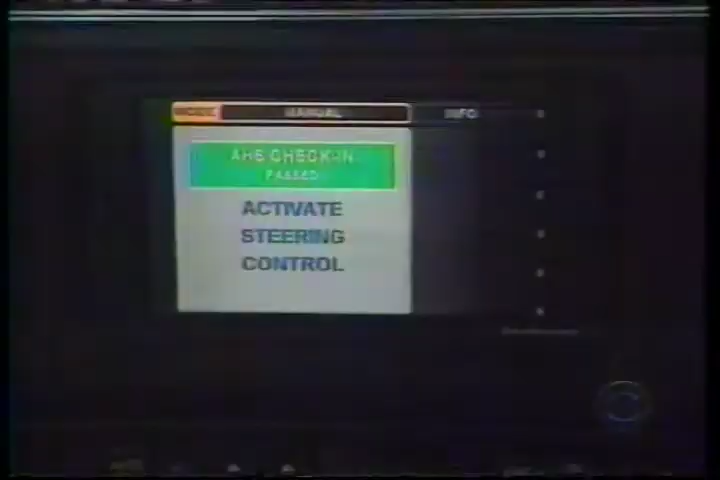 MODE MANUAL INFO
AHS CHECK-IN
PASSED
ACTIVATE
STEERING
CONTROL